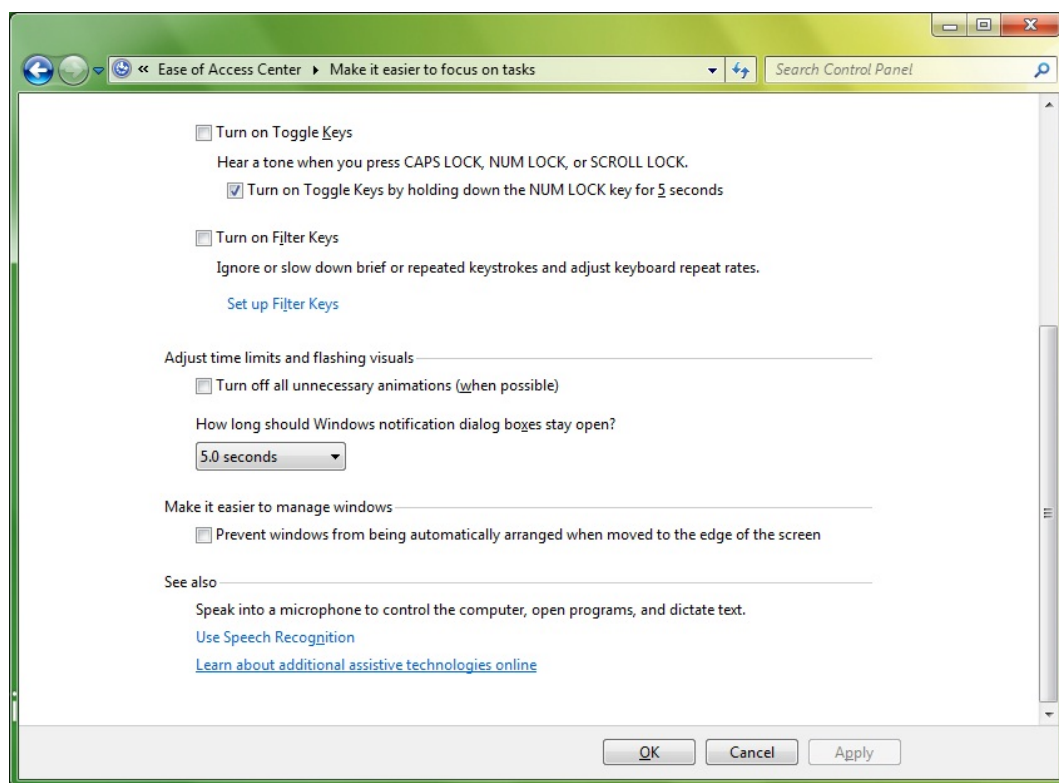 « Ease of Access Center ▸ Make it easier to focus on tasks
Search Control Panel
Turn on Toggle Keys
Hear a tone when you press CAPS LOCK, NUM LOCK, or SCROLL LOCK.
Turn on Toggle Keys by holding down the NUM LOCK key for 5 seconds
Turn on Filter Keys
Ignore or slow down brief or repeated keystrokes and adjust keyboard repeat rates.
Set up Filter Keys
Adjust time limits and flashing visuals
Turn off all unnecessary animations (when possible)
How long should Windows notification dialog boxes stay open?
5.0 seconds
Make it easier to manage windows
Prevent windows from being automatically arranged when moved to the edge of the screen
See also
Speak into a microphone to control the computer, open programs, and dictate text.
Use Speech Recognition
Learn about additional assistive technologies online
OK Cancel Apply